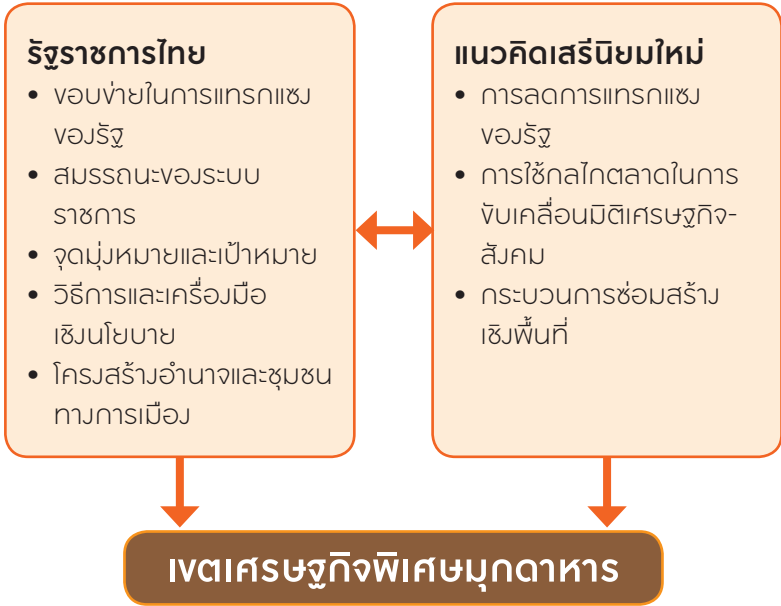 รัฐราชการไทย
• ขอบข่ายในการแทรกแซง
ของรัฐ
• สมรรถนะของระบบ
ราชการ
• จุดมุ่งหมายและเป้าหมาย
• วิธีการและเครื่องมือ
เชิงนโยบาย
• โครงสร้างอำนาจและชุมชน
ทางการเมือง
แนวคิดเสรีนิยมใหม่
• การลดการแทรกแซง
ของรัฐ
• การใช้กลไกตลาดในการ
ขับเคลื่อนมิติเศรษฐกิจ-
สังคม
• กระบวนการซ่อมสร้าง
เชิงพื้นที่
เขตเศรษฐกิจพิเศษมุกดาหาร